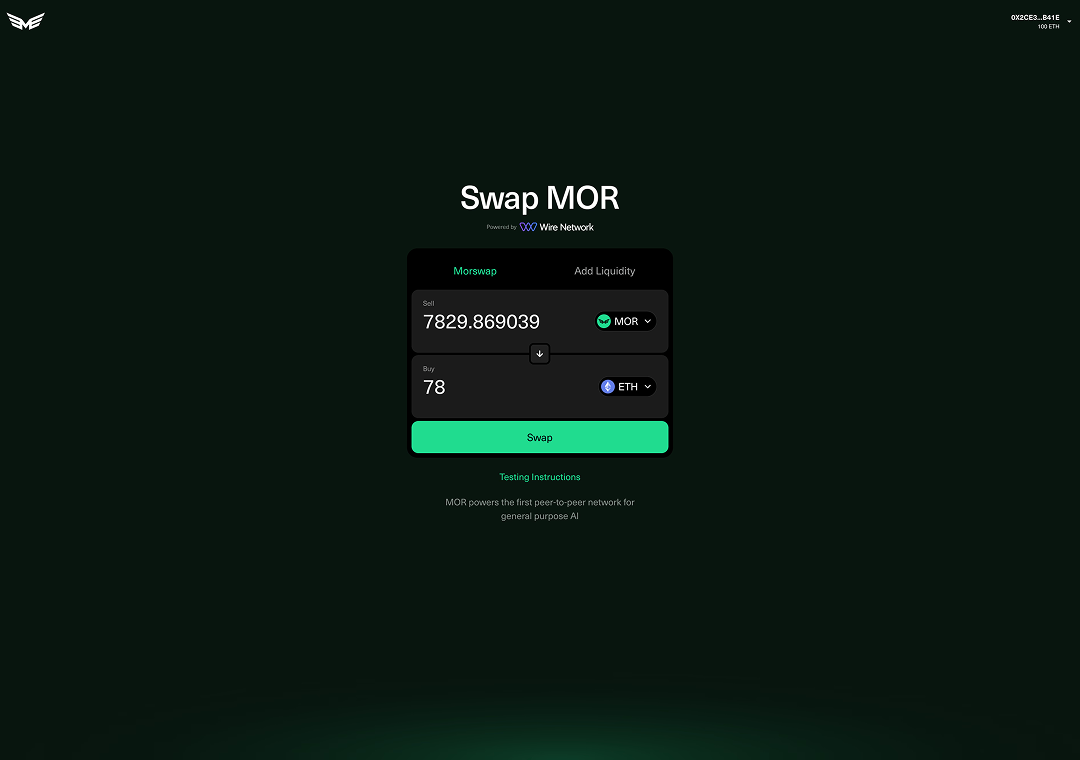 0X2CE3...B41E
100 ETH
Swap MOR
Powered by Wire Network
Morswap Add Liquidity
Sell
7829.869039 MOR
Buy
78 ETH
Swap
Testing Instructions
MOR powers the first peer-to-peer network for
general purpose AI